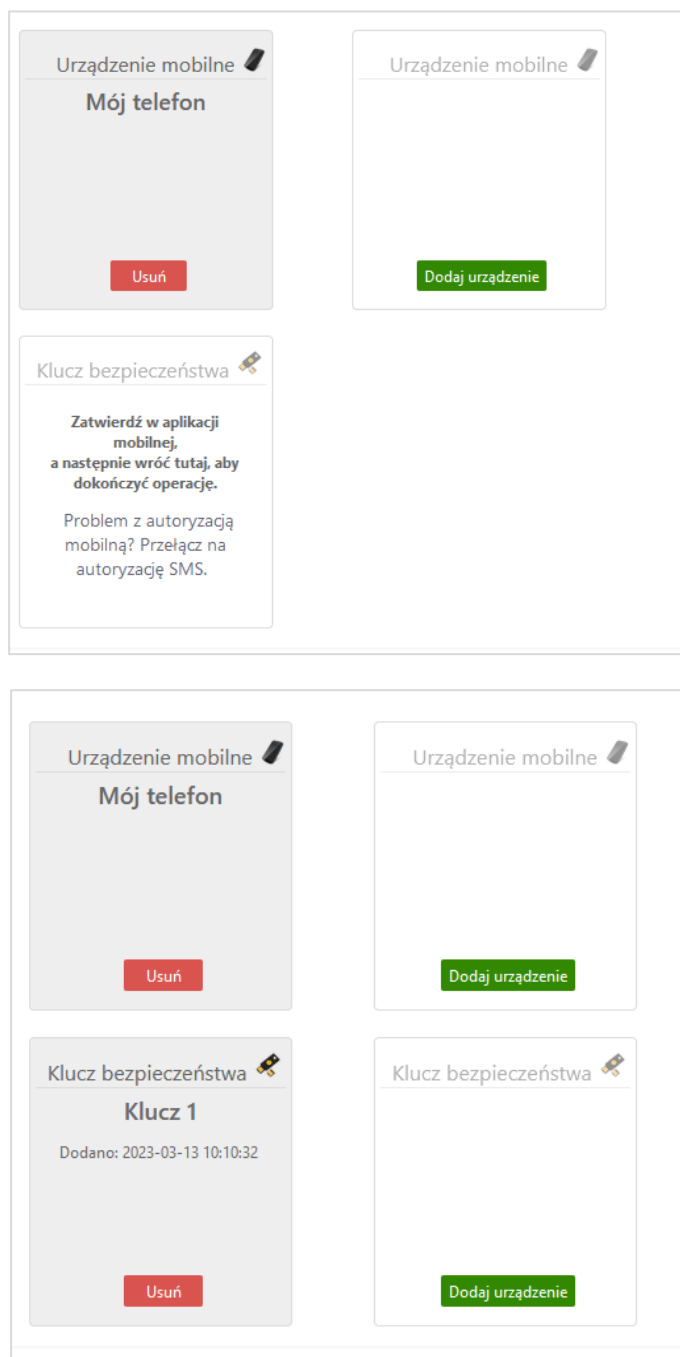 Urządzenie mobilne
Mój telefon
Usuń
Urządzenie mobilne
Dodaj urządzenie
Klucz bezpieczeństwa
Zatwierdź w aplikacji
mobilnej,
a następnie wróć tutaj, aby
dokończyć operację.
Problem z autoryzacją
mobilną? Przełącz na
autoryzację SMS.
Urządzenie mobilne
Mój telefon
Usuń
Urządzenie mobilne
Dodaj urządzenie
Klucz bezpieczeństwa
Klucz 1
Dodano: 2023-03-13 10:10:32
Usuń
Klucz bezpieczeństwa
Dodaj urządzenie